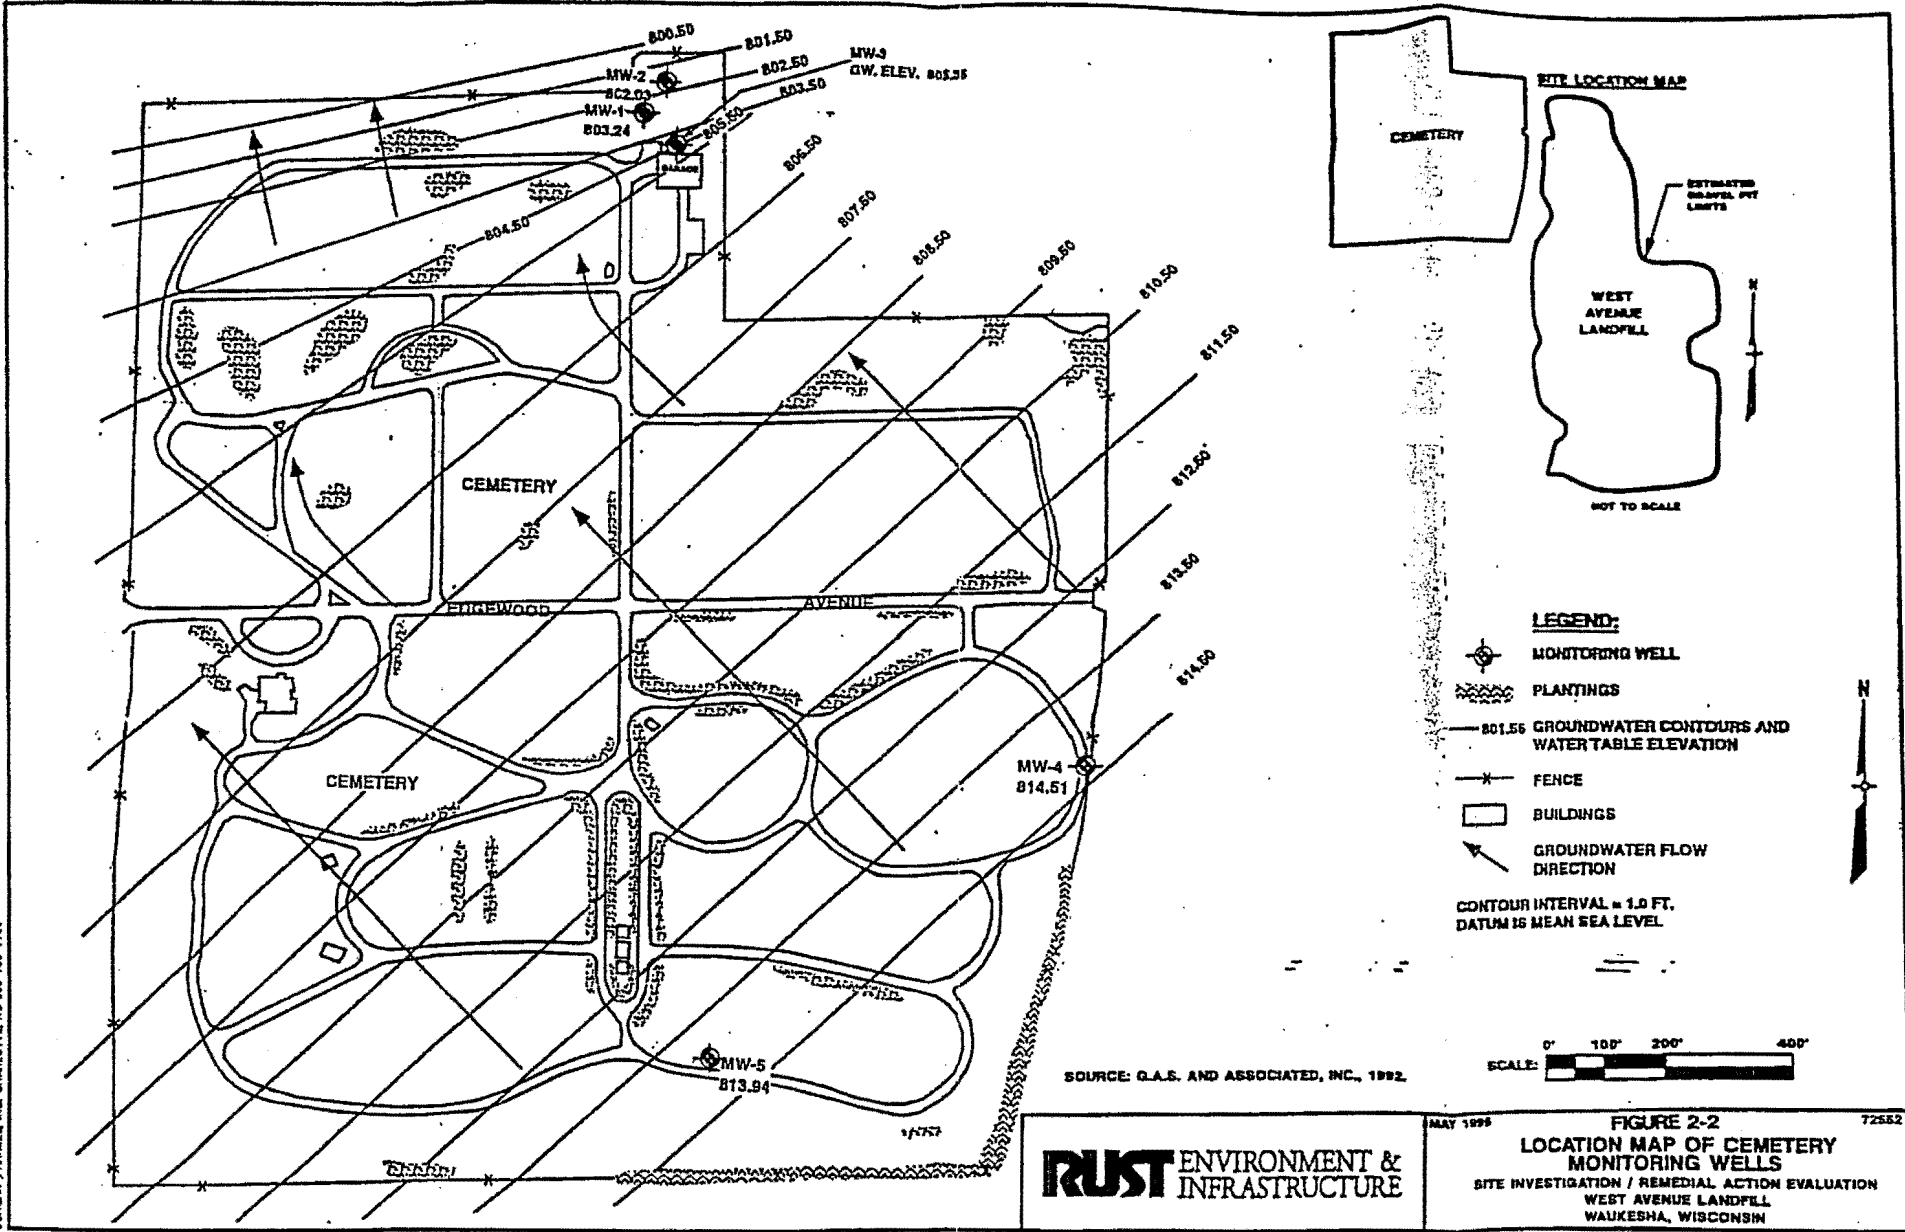 800.50
801.50
802.50
MW-3
GW. ELEV. 805.35
803.50
MW-2
802.03
MW-1
803.24
805.50
GARAGE
806.50
804.50
807.50
808.50
809.50
810.50
811.50
812.50
813.50
814.50
CEMETERY
EDGEWOOD AVENUE
CEMETERY
MW-4
814.51
MW-5
813.94
SITE LOCATION MAP
CEMETERY
ESTIMATED
GRAVEL PIT
LIMITS
WEST
AVENUE
LANDFILL
N
NOT TO SCALE
LEGEND:
MONITORING WELL
PLANTINGS
801.55 GROUNDWATER CONTOURS AND
WATER TABLE ELEVATION
FENCE
BUILDINGS
GROUNDWATER FLOW
DIRECTION
CONTOUR INTERVAL = 1.0 FT.
DATUM IS MEAN SEA LEVEL
N
SCALE: 0' 100' 200' 400'
SOURCE: G.A.S. AND ASSOCIATED, INC., 1992.
RUST ENVIRONMENT &
INFRASTRUCTURE
MAY 1995
FIGURE 2-2
72552
LOCATION MAP OF CEMETERY
MONITORING WELLS
SITE INVESTIGATION / REMEDIAL ACTION EVALUATION
WEST AVENUE LANDFILL
WAUKESHA, WISCONSIN